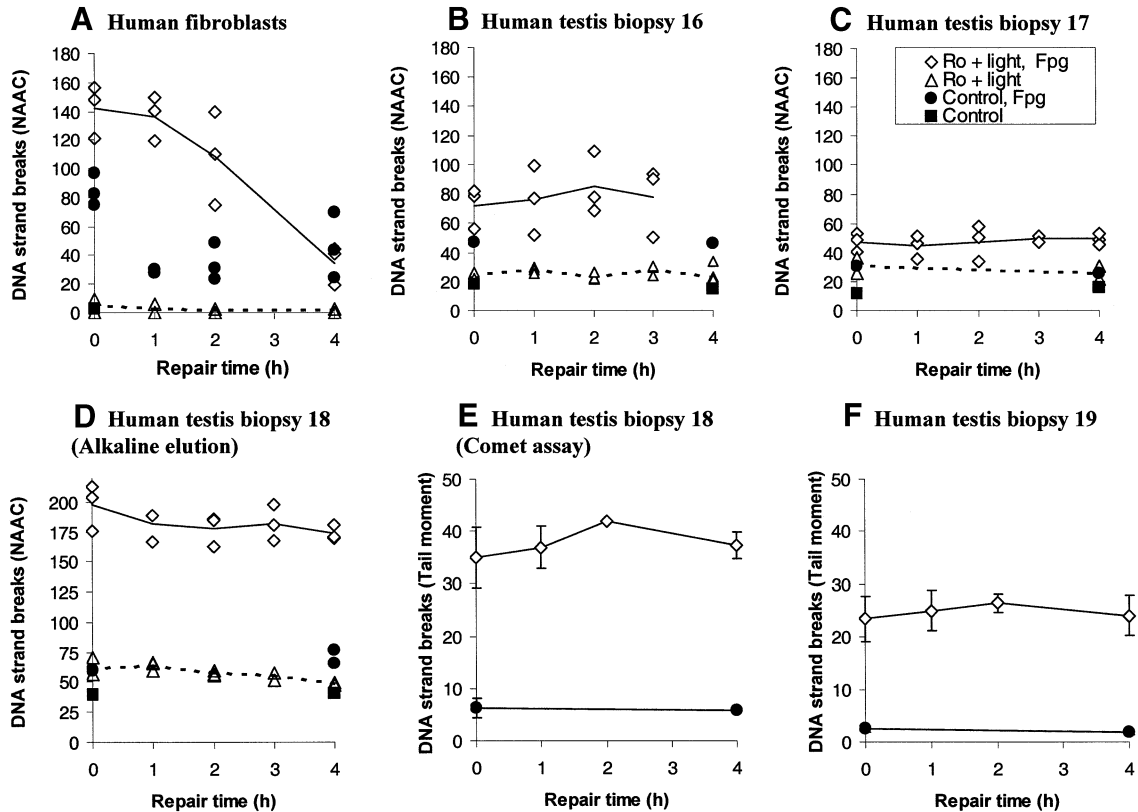 A Human fibroblasts
DNA strand breaks (NAAC)
180
160
140
120
100
80
60
40
20
0
0 1 2 3 4
Repair time (h)
B Human testis biopsy 16
DNA strand breaks (NAAC)
180
160
140
120
100
80
60
40
20
0
0 1 2 3 4
Repair time (h)
C Human testis biopsy 17
Ro + light, Fpg
Ro + light
Control, Fpg
Control
DNA strand breaks (NAAC)
180
160
140
120
100
80
60
40
20
0
0 1 2 3 4
Repair time (h)
D Human testis biopsy 18
(Alkaline elution)
DNA strand breaks (NAAC)
200
175
150
125
100
75
50
25
0
0 1 2 3 4
Repair time (h)
E Human testis biopsy 18
(Comet assay)
DNA strand breaks (Tail moment)
50
40
30
20
10
0
0 1 2 3 4
Repair time (h)
F Human testis biopsy 19
DNA strand breaks (Tail moment)
50
40
30
20
10
0
0 1 2 3 4
Repair time (h)